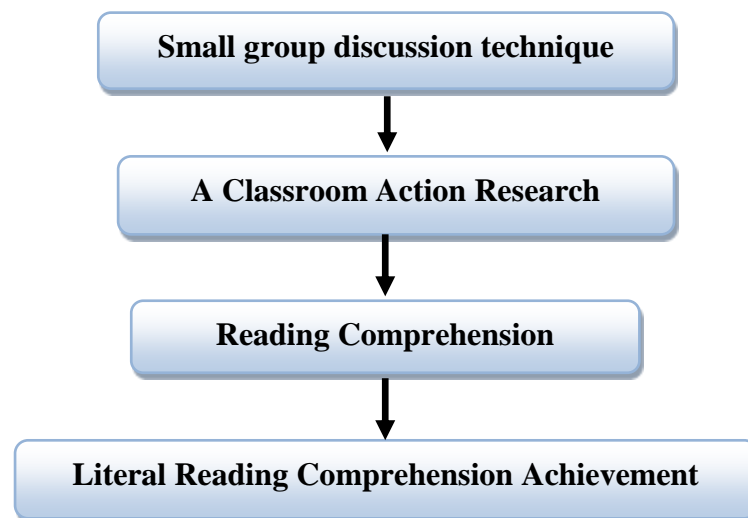 Small group discussion technique
A Classroom Action Research
Reading Comprehension
Literal Reading Comprehension Achievement